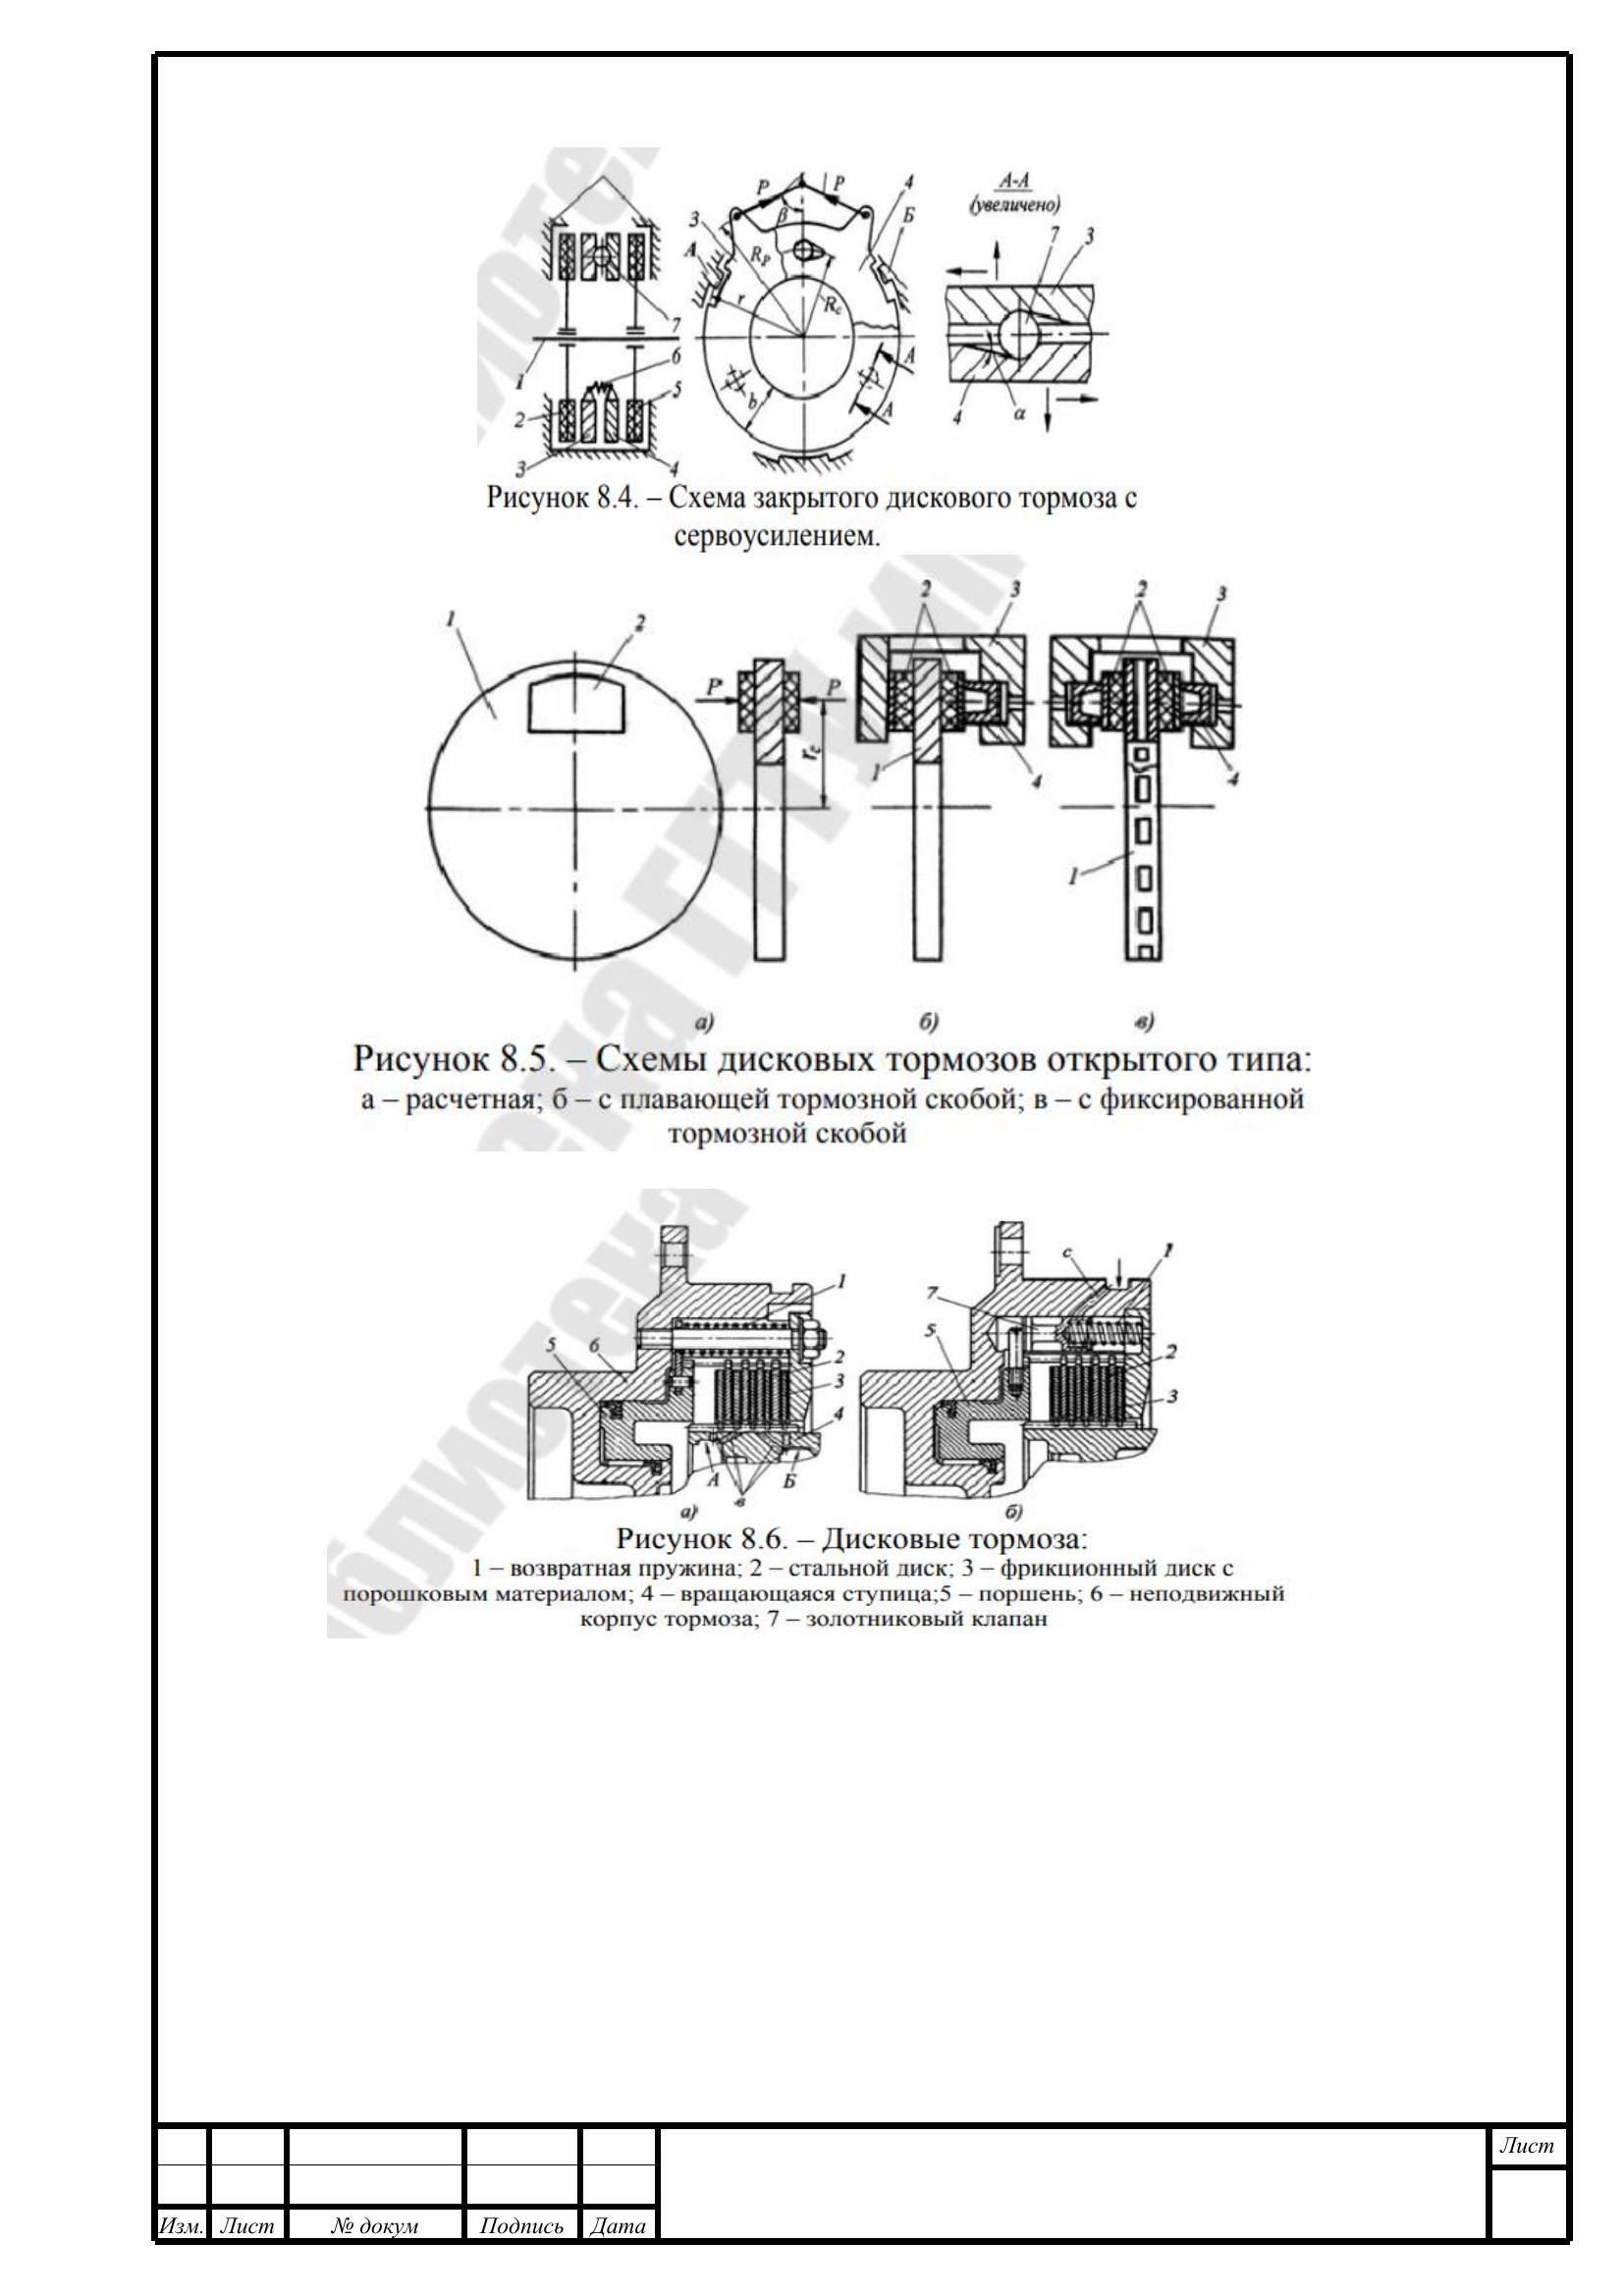 P
P
4
Б
3
β
A
Rр
r
Rс
b
A
A
7
6
1
5
2
3
4
А-А
(увеличено)
7
3
4
α
Рисунок 8.4. – Схема закрытого дискового тормоза с
сервоусилением.
1
2
P
P
rс
2
3
1
4
2
3
4
1
а)
б)
в)
Рисунок 8.5. – Схемы дисковых тормозов открытого типа:
а – расчетная; б – с плавающей тормозной скобой; в – с фиксированной
тормозной скобой
1
5
6
2
3
4
А
в
Б
а)
с
1
7
5
2
3
б)
Рисунок 8.6. – Дисковые тормоза:
1 – возвратная пружина; 2 – стальной диск; 3 – фрикционный диск с
порошковым материалом; 4 – вращающаяся ступица;5 – поршень; 6 – неподвижный
корпус тормоза; 7 – золотниковый клапан
Лист
Изм. Лист № докум Подпись Дата